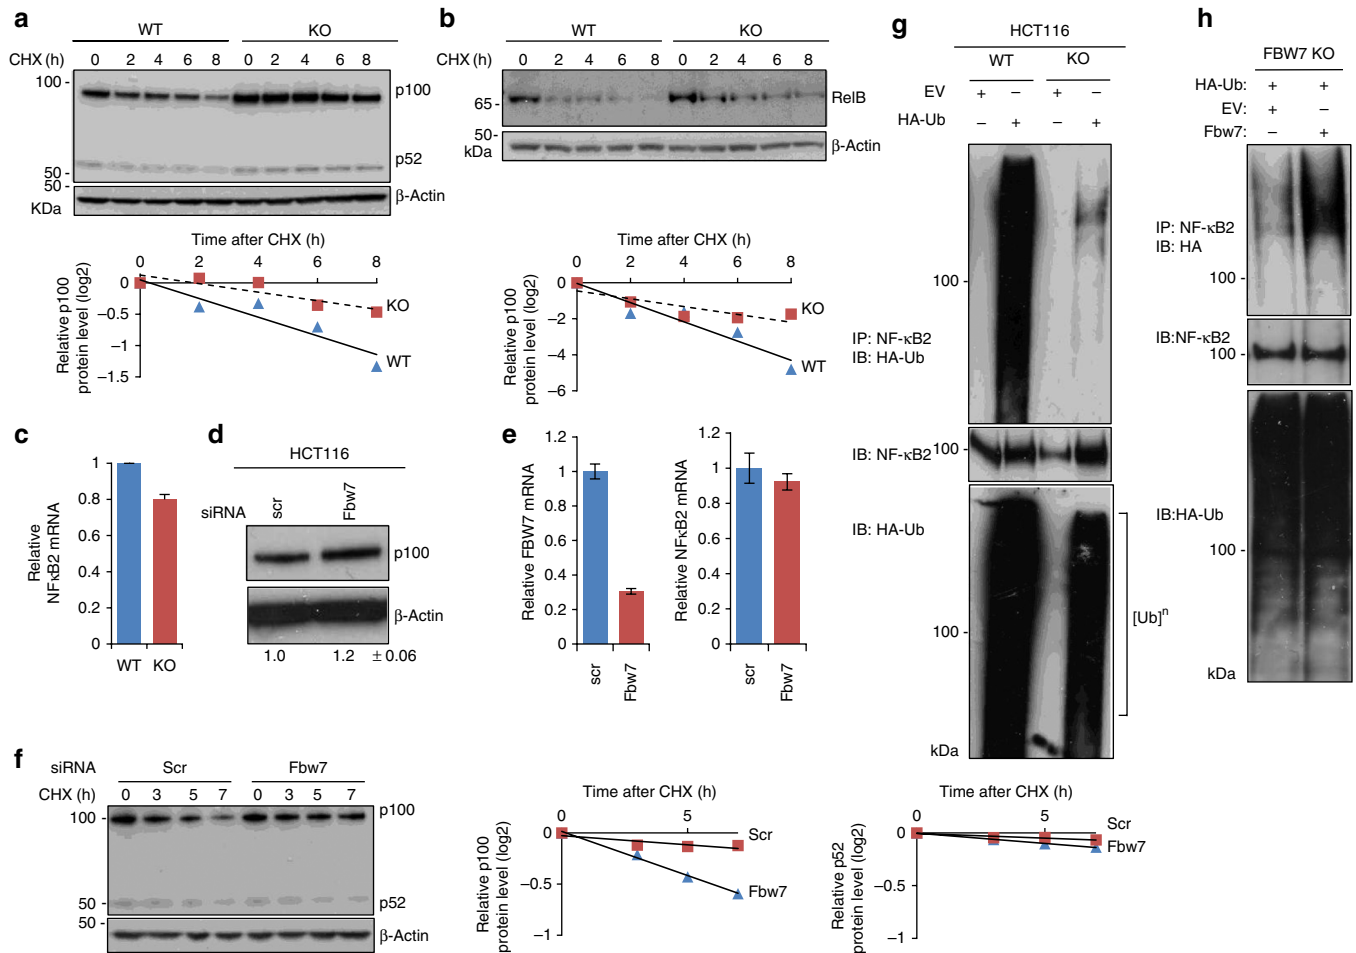 a
WT KO
CHX (h) 0 2 4 6 8 0 2 4 6 8
100
p100
p52
50
50
β-Actin
KDa
Time after CHX (h)
0 2 4 6 8
Relative p100
protein level (log2)
0
−0.5
−1
−1.5
KO
WT
b
WT KO
CHX (h) 0 2 4 6 8 0 2 4 6 8
65
RelB
50
kDa
β-Actin
Time after CHX (h)
0 2 4 6 8
Relative p100
protein level (log2)
0
−2
−4
−6
KO
WT
c
Relative
NFκB2 mRNA
1
0.8
0.6
0.4
0.2
0
WT KO
d
HCT116
siRNA scr Fbw7
p100
β-Actin
1.0 1.2 ± 0.06
e
Relative FBW7 mRNA
1.2
1
0.8
0.6
0.4
0.2
0
scr Fbw7
Relative NFκB2 mRNA
1.2
1
0.8
0.6
0.4
0.2
0
scr Fbw7
f
siRNA Scr Fbw7
CHX (h) 0 3 5 7 0 3 5 7
100
p100
50
p52
50
β-Actin
Time after CHX (h)
0 5
Relative p100
protein level (log2)
0
−0.5
−1
Scr
Fbw7
Time after CHX (h)
0 5
Relative p52
protein level (log2)
0
−0.5
−1
Scr
Fbw7
g
HCT116
WT KO
EV + − + −
HA-Ub − + − +
100
IP: NF-κB2
IB: HA-Ub
IB: NF-κB2
100
IB: HA-Ub
100
[Ub]n
kDa
h
FBW7 KO
HA-Ub: + +
EV: + −
Fbw7: − +
IP: NF-κB2
IB: HA
100
IB:NF-κB2
100
IB:HA-Ub
100
kDa